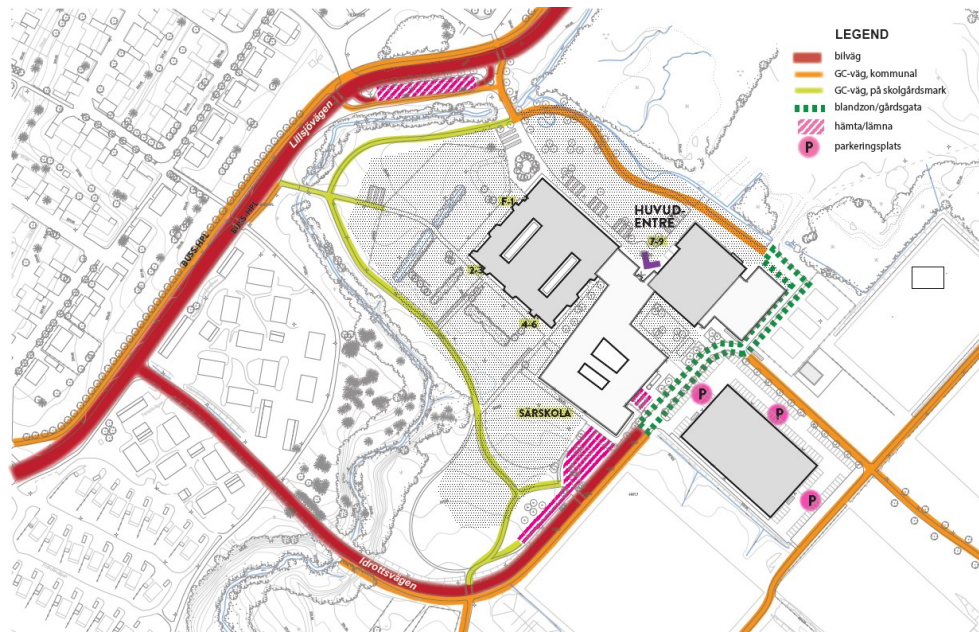 LEGEND
bilväg
GC-väg, kommunal
GC-väg, på skolgårdsmark
blandzon/gårdsgata
hämta/lämna
P parkeringsplats
Lillsjövägen
BUSS-HPL
BUSS-HPL
F-1
HUVUD-
ENTRÉ
7-9
2-3
4-6
SÄRSKOLA
P
P
P
Idrottsvägen